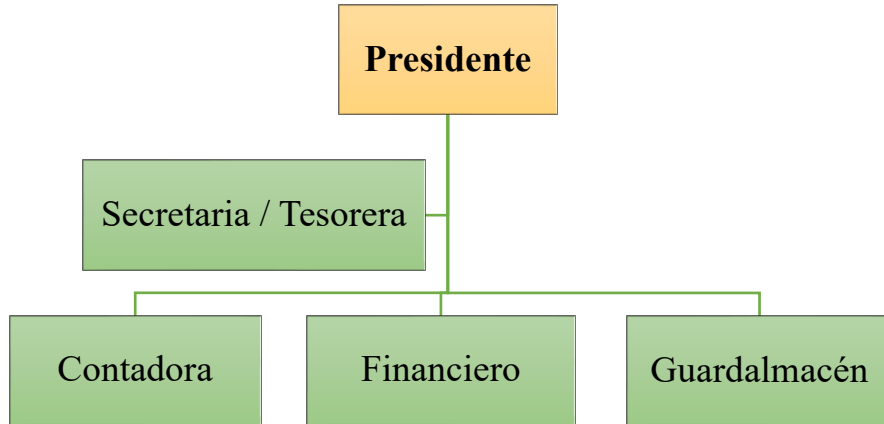 Presidente
Secretaria / Tesorera
Contadora
Financiero
Guardalmacén